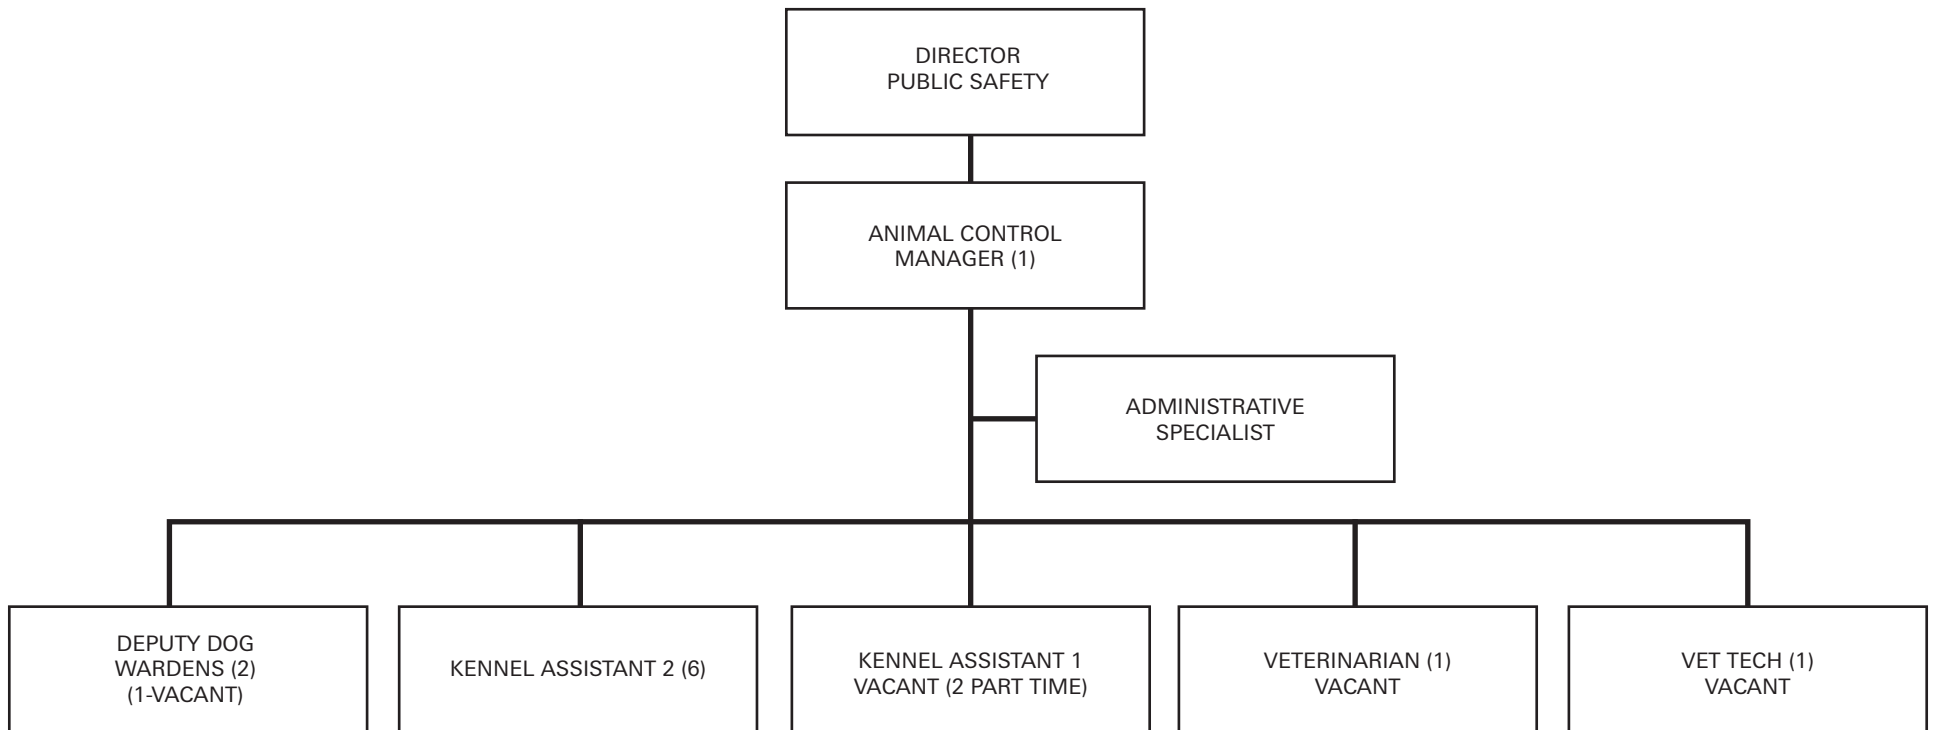 DIRECTOR
PUBLIC SAFETY
ANIMAL CONTROL
MANAGER (1)
ADMINISTRATIVE
SPECIALIST
DEPUTY DOG
WARDENS (2)
(1-VACANT)
KENNEL ASSISTANT 2 (6)
KENNEL ASSISTANT 1
VACANT (2 PART TIME)
VETERINARIAN (1)
VACANT
VET TECH (1)
VACANT